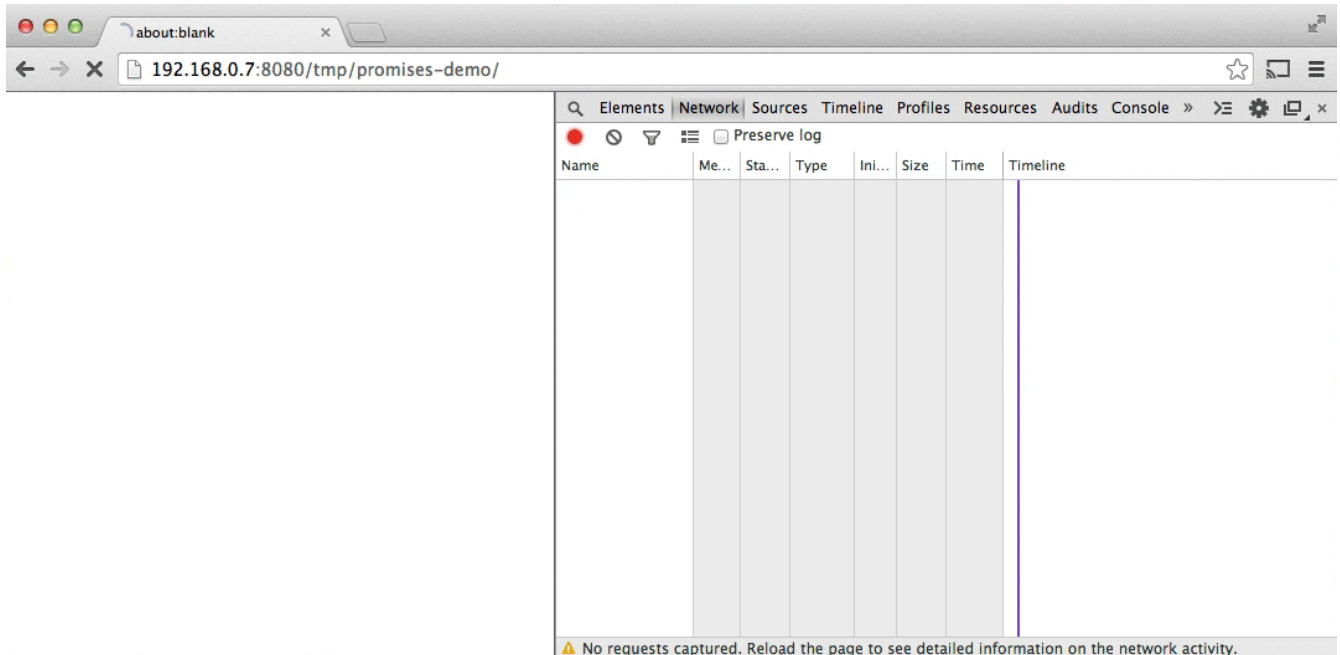 about:blank ×
192.168.0.7:8080/tmp/promises-demo/
Elements Network Sources Timeline Profiles Resources Audits Console » ×
Preserve log
Name Me... Sta... Type Ini... Size Time Timeline
No requests captured. Reload the page to see detailed information on the network activity.